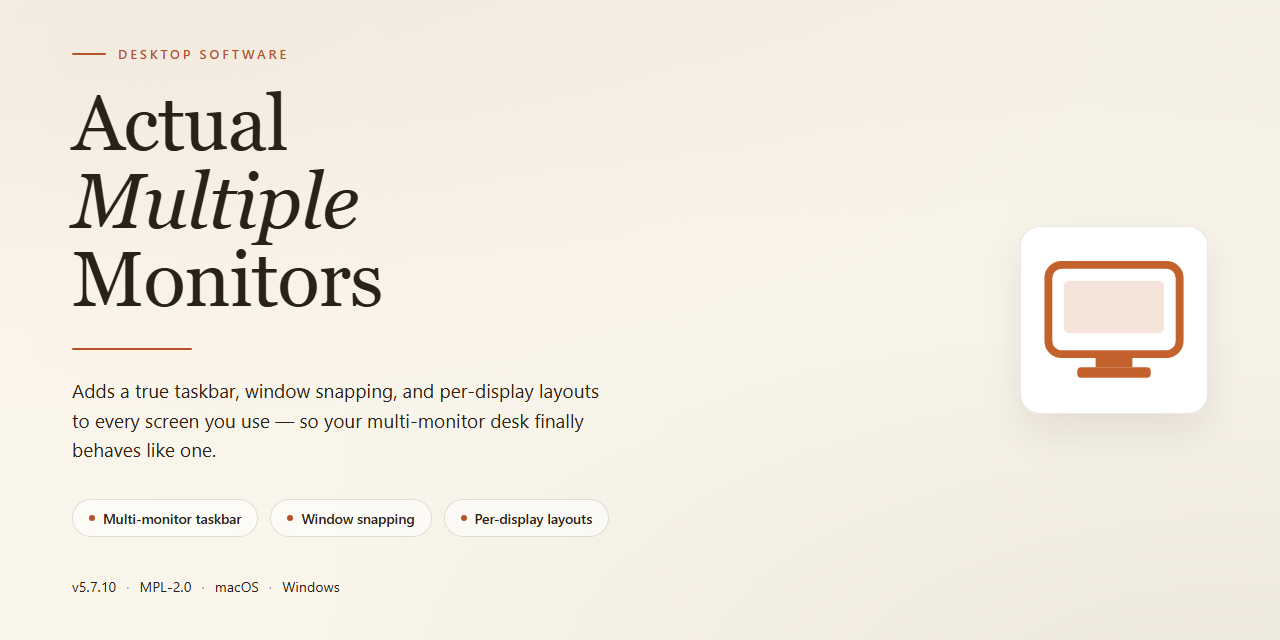 DESKTOP SOFTWARE
Actual
Multiple
Monitors
Adds a true taskbar, window snapping, and per-display layouts
to every screen you use — so your multi-monitor desk finally
behaves like one.
Multi-monitor taskbar Window snapping Per-display layouts
v5.7.10 · MPL-2.0 · macOS · Windows